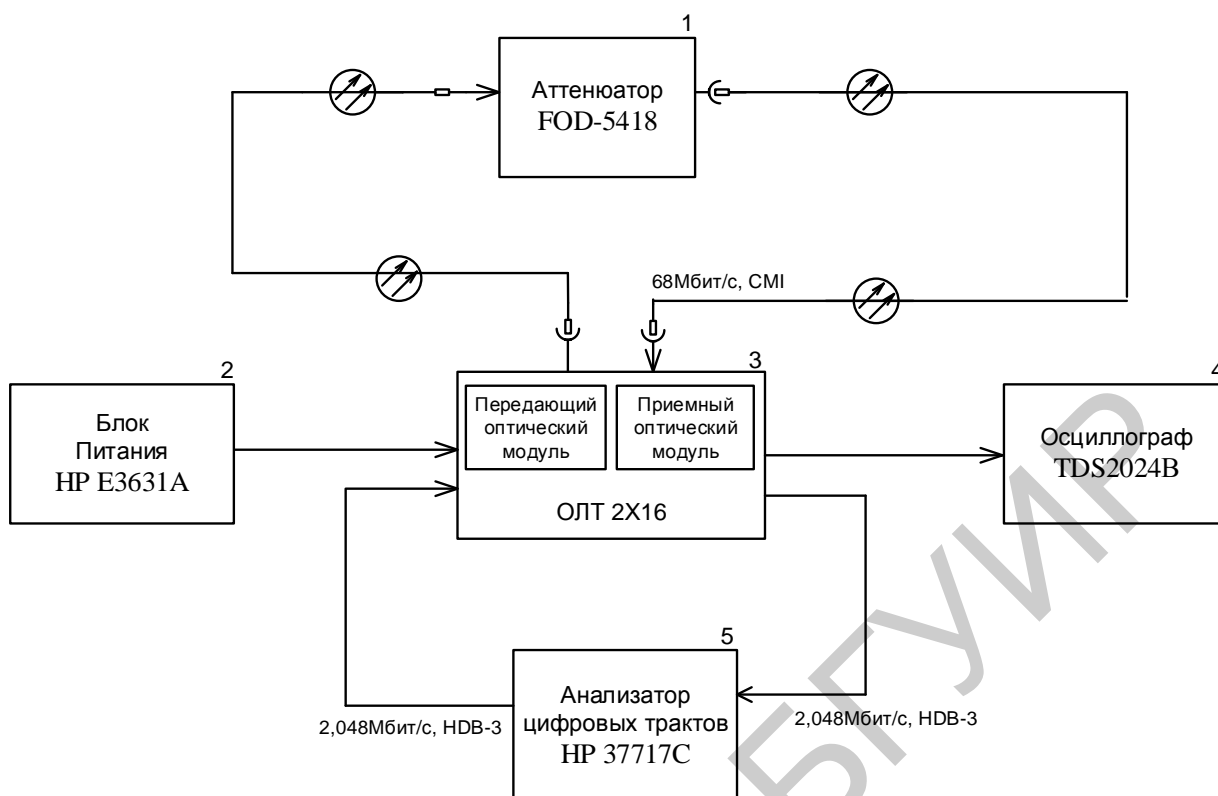 1
Аттенюатор
FOD-5418
68Мбит/с, CMI
2
Блок
Питания
HP E3631A
3
Передающий
оптический
модуль
Приемный
оптический
модуль
ОЛТ 2Х16
4
Осциллограф
TDS2024B
5
Анализатор
цифровых трактов
HP 37717C
2,048Мбит/с, HDB-3
2,048Мбит/с, HDB-3
БГУИР